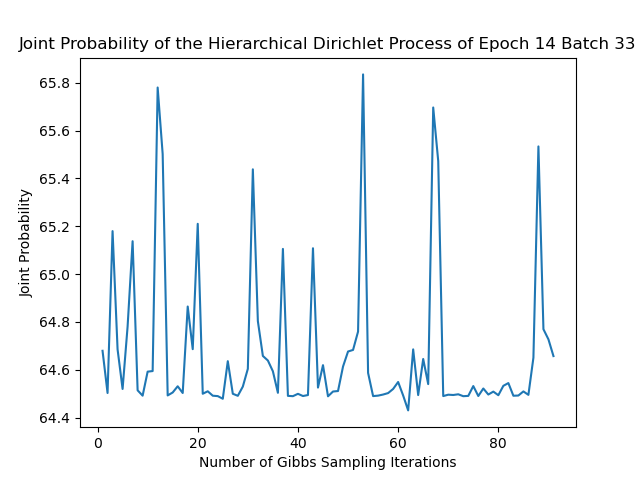 Joint Probability of the Hierarchical Dirichlet Process of Epoch 14 Batch 33
65.8
65.6
65.4
65.2
65.0
64.8
64.6
64.4
Joint Probability
0 20 40 60 80
Number of Gibbs Sampling Iterations